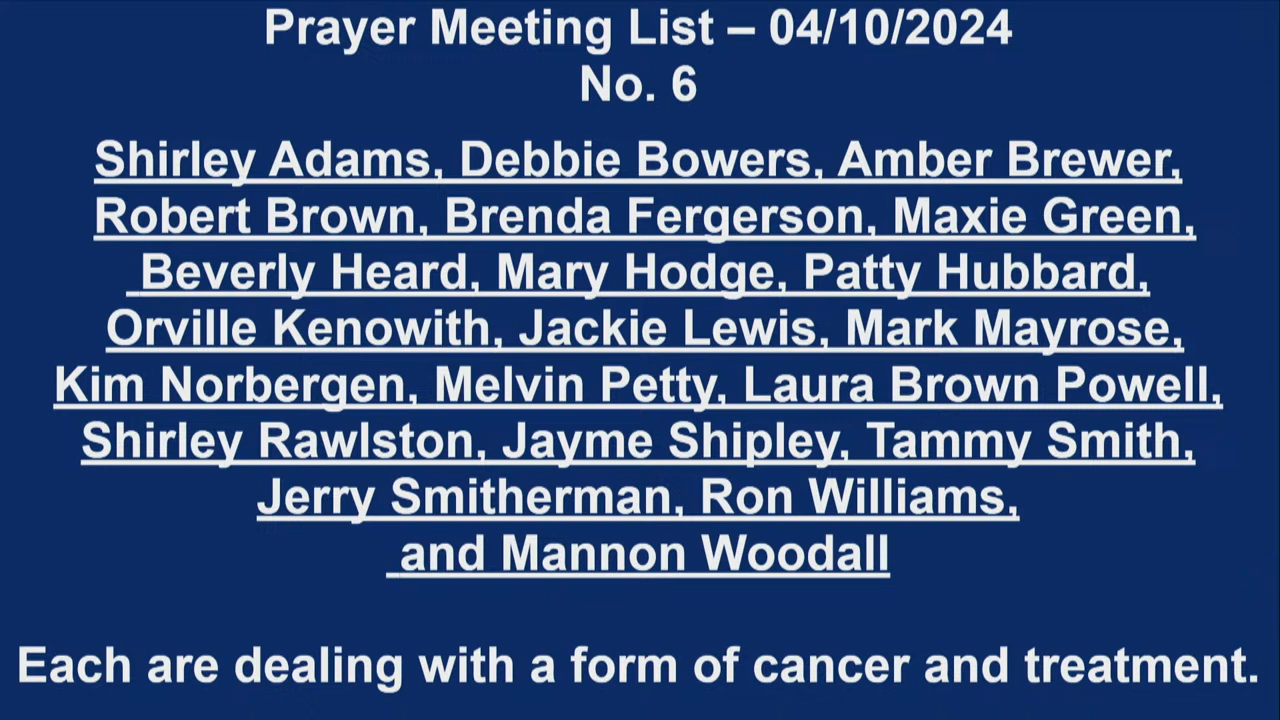 Prayer Meeting List – 04/10/2024
No. 6
Shirley Adams, Debbie Bowers, Amber Brewer,
Robert Brown, Brenda Fergerson, Maxie Green,
Beverly Heard, Mary Hodge, Patty Hubbard,
Orville Kenowith, Jackie Lewis, Mark Mayrose,
Kim Norbergen, Melvin Petty, Laura Brown Powell,
Shirley Rawlston, Jayme Shipley, Tammy Smith,
Jerry Smitherman, Ron Williams,
and Mannon Woodall
Each are dealing with a form of cancer and treatment.